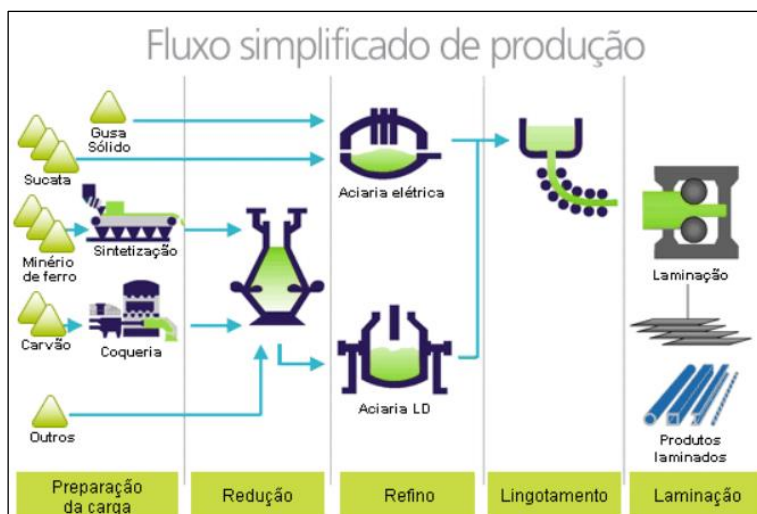 Fluxo simplificado de produção
Gusa
Sólido
Sucata
Aciaria elétrica
Minério
de ferro
Sintetização
Laminação
Carvão
Coqueria
Aciaria LD
Outros
Produtos
laminados
Preparação
da carga
Redução
Refino
Lingotamento
Laminação